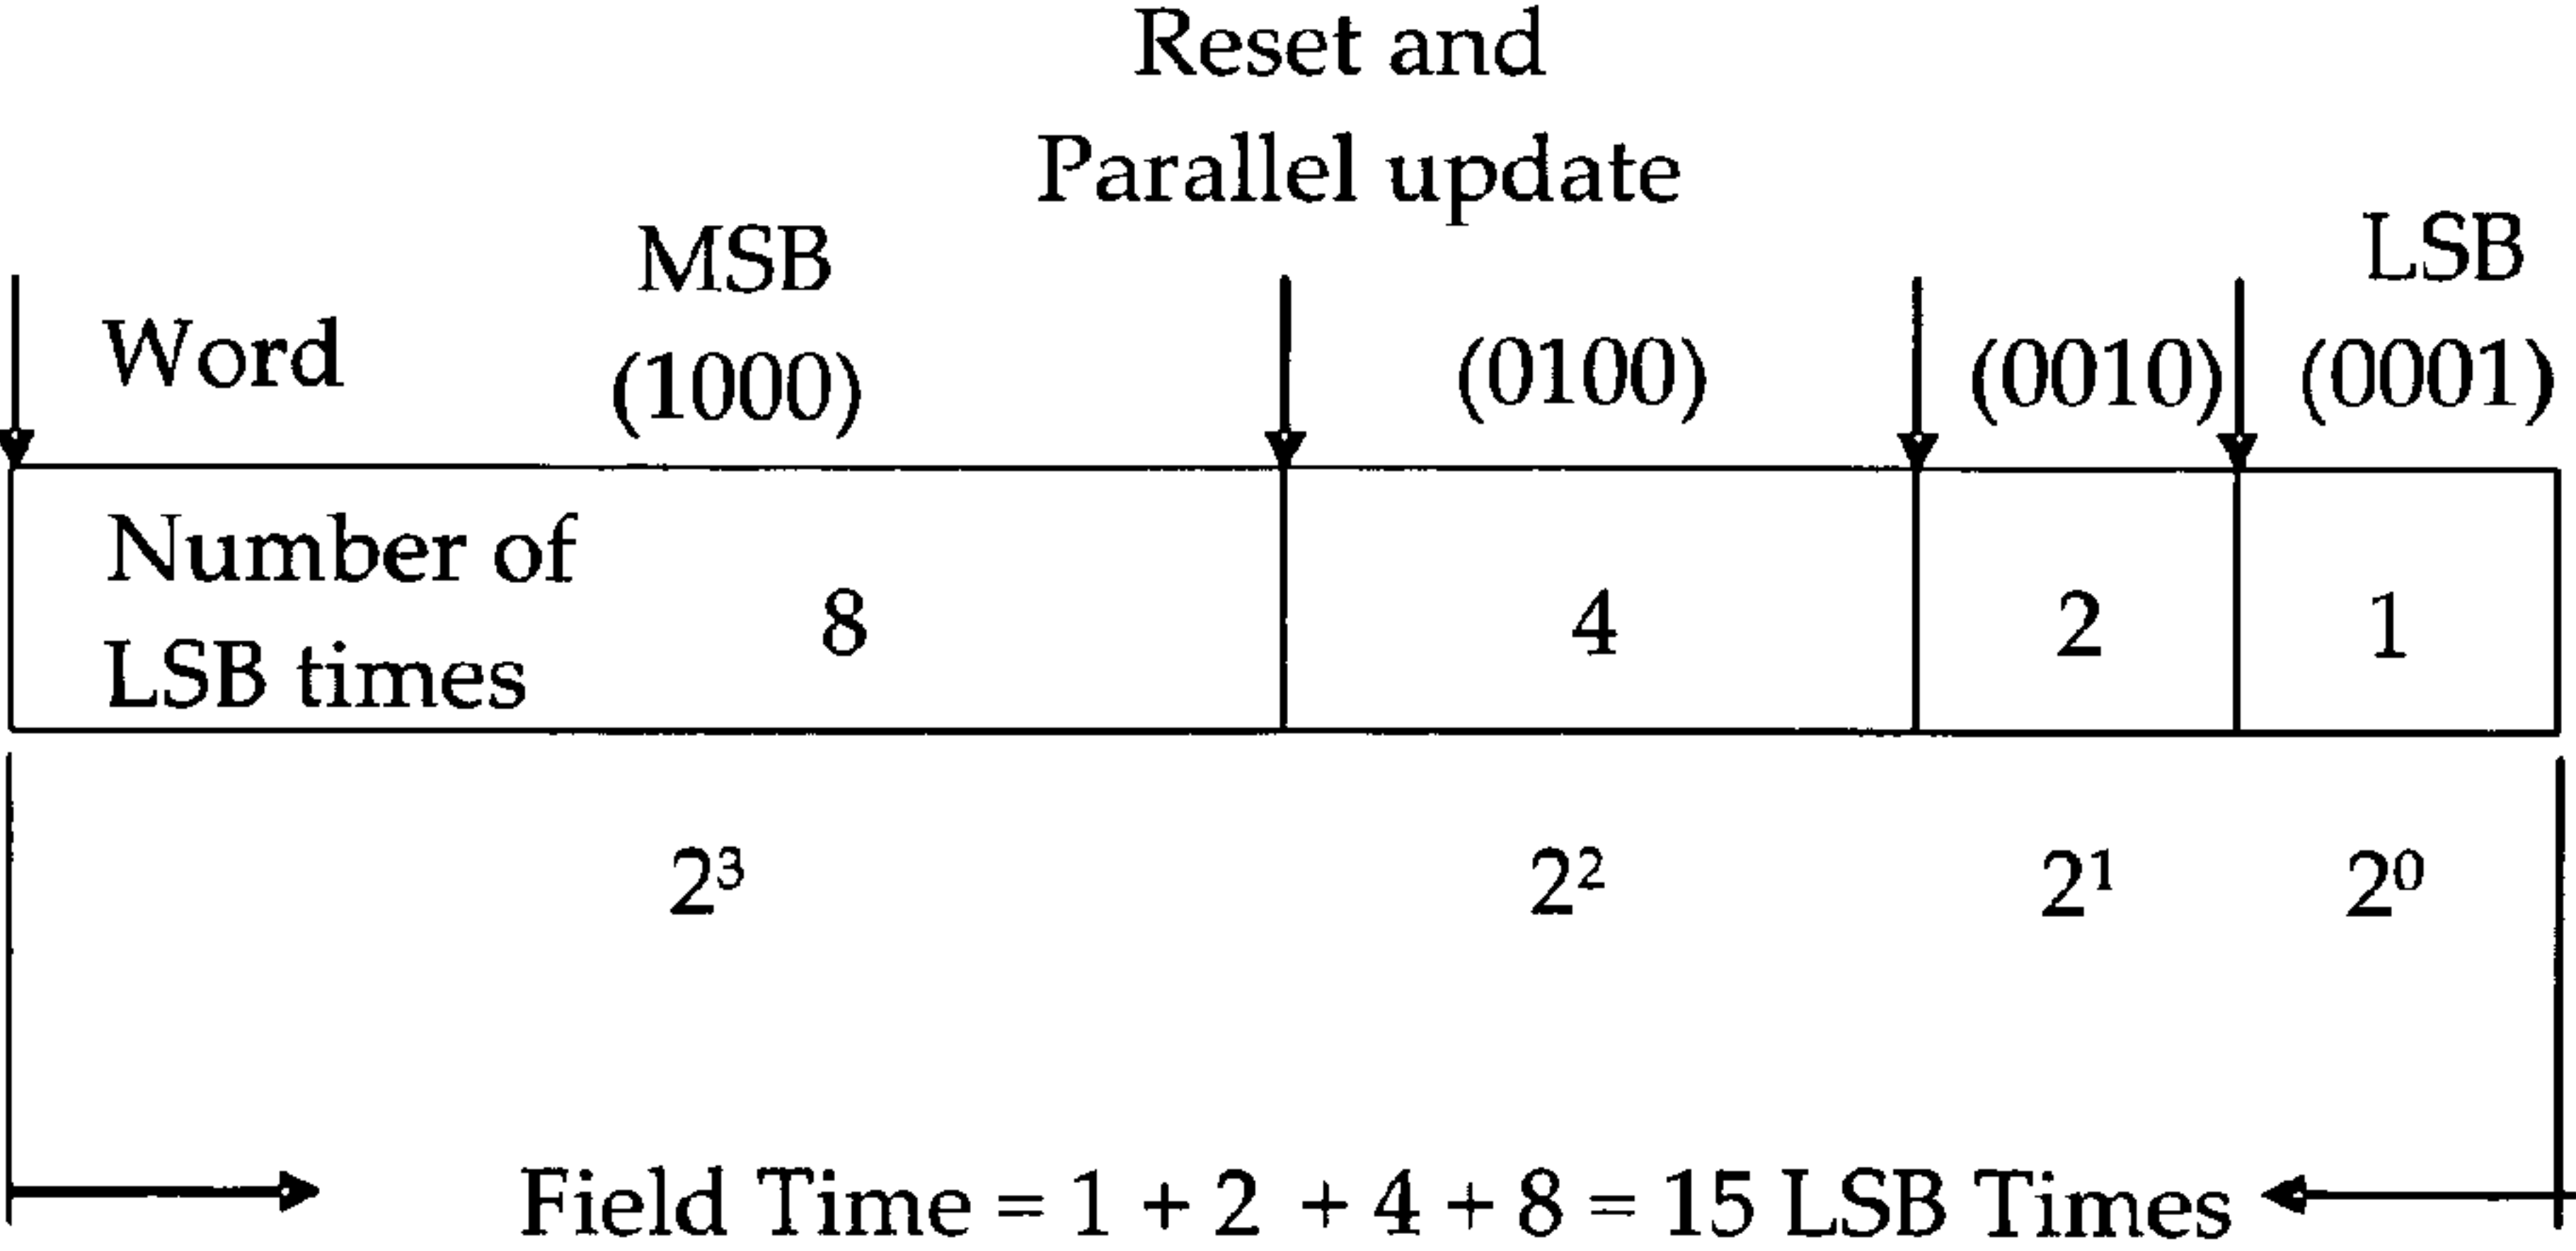 Reset and
Parallel update
MSB
LSB
Word
(1000)
(0100)
(0010)
(0001)
Number of
LSB times
8
4
2
1
2³
2²
2¹
2⁰
Field Time = 1 + 2 + 4 + 8 = 15 LSB Times